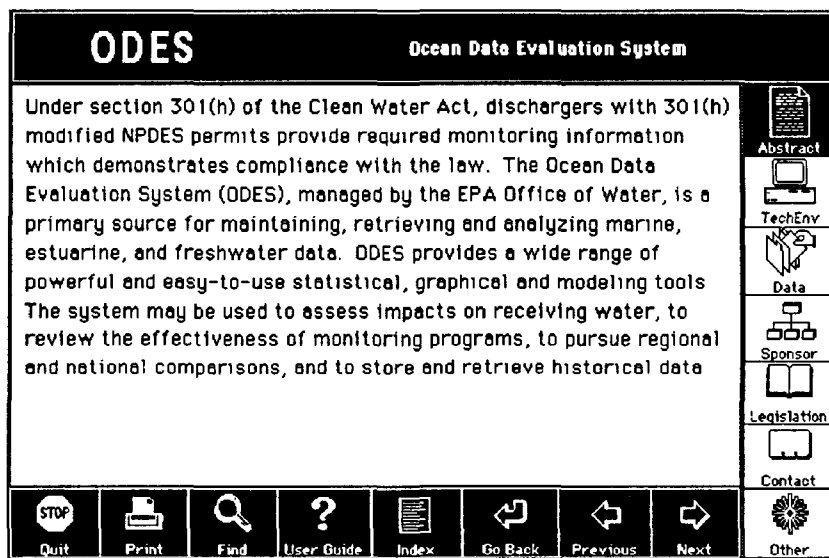 ODES
Ocean Data Evaluation System
Under section 301(h) of the Clean Water Act, dischargers with 301(h)
modified NPDES permits provide required monitoring information
which demonstrates compliance with the law. The Ocean Data
Evaluation System (ODES), managed by the EPA Office of Water, is a
primary source for maintaining, retrieving and analyzing marine,
estuarine, and freshwater data. ODES provides a wide range of
powerful and easy-to-use statistical, graphical and modeling tools
The system may be used to assess impacts on receiving water, to
review the effectiveness of monitoring programs, to pursue regional
and national comparisons, and to store and retrieve historical data
Abstract
TechEnv
Data
Sponsor
Legislation
Contact
Other
STOP
Quit
Print
Find
?
User Guide
Index
Go Back
Previous
Next